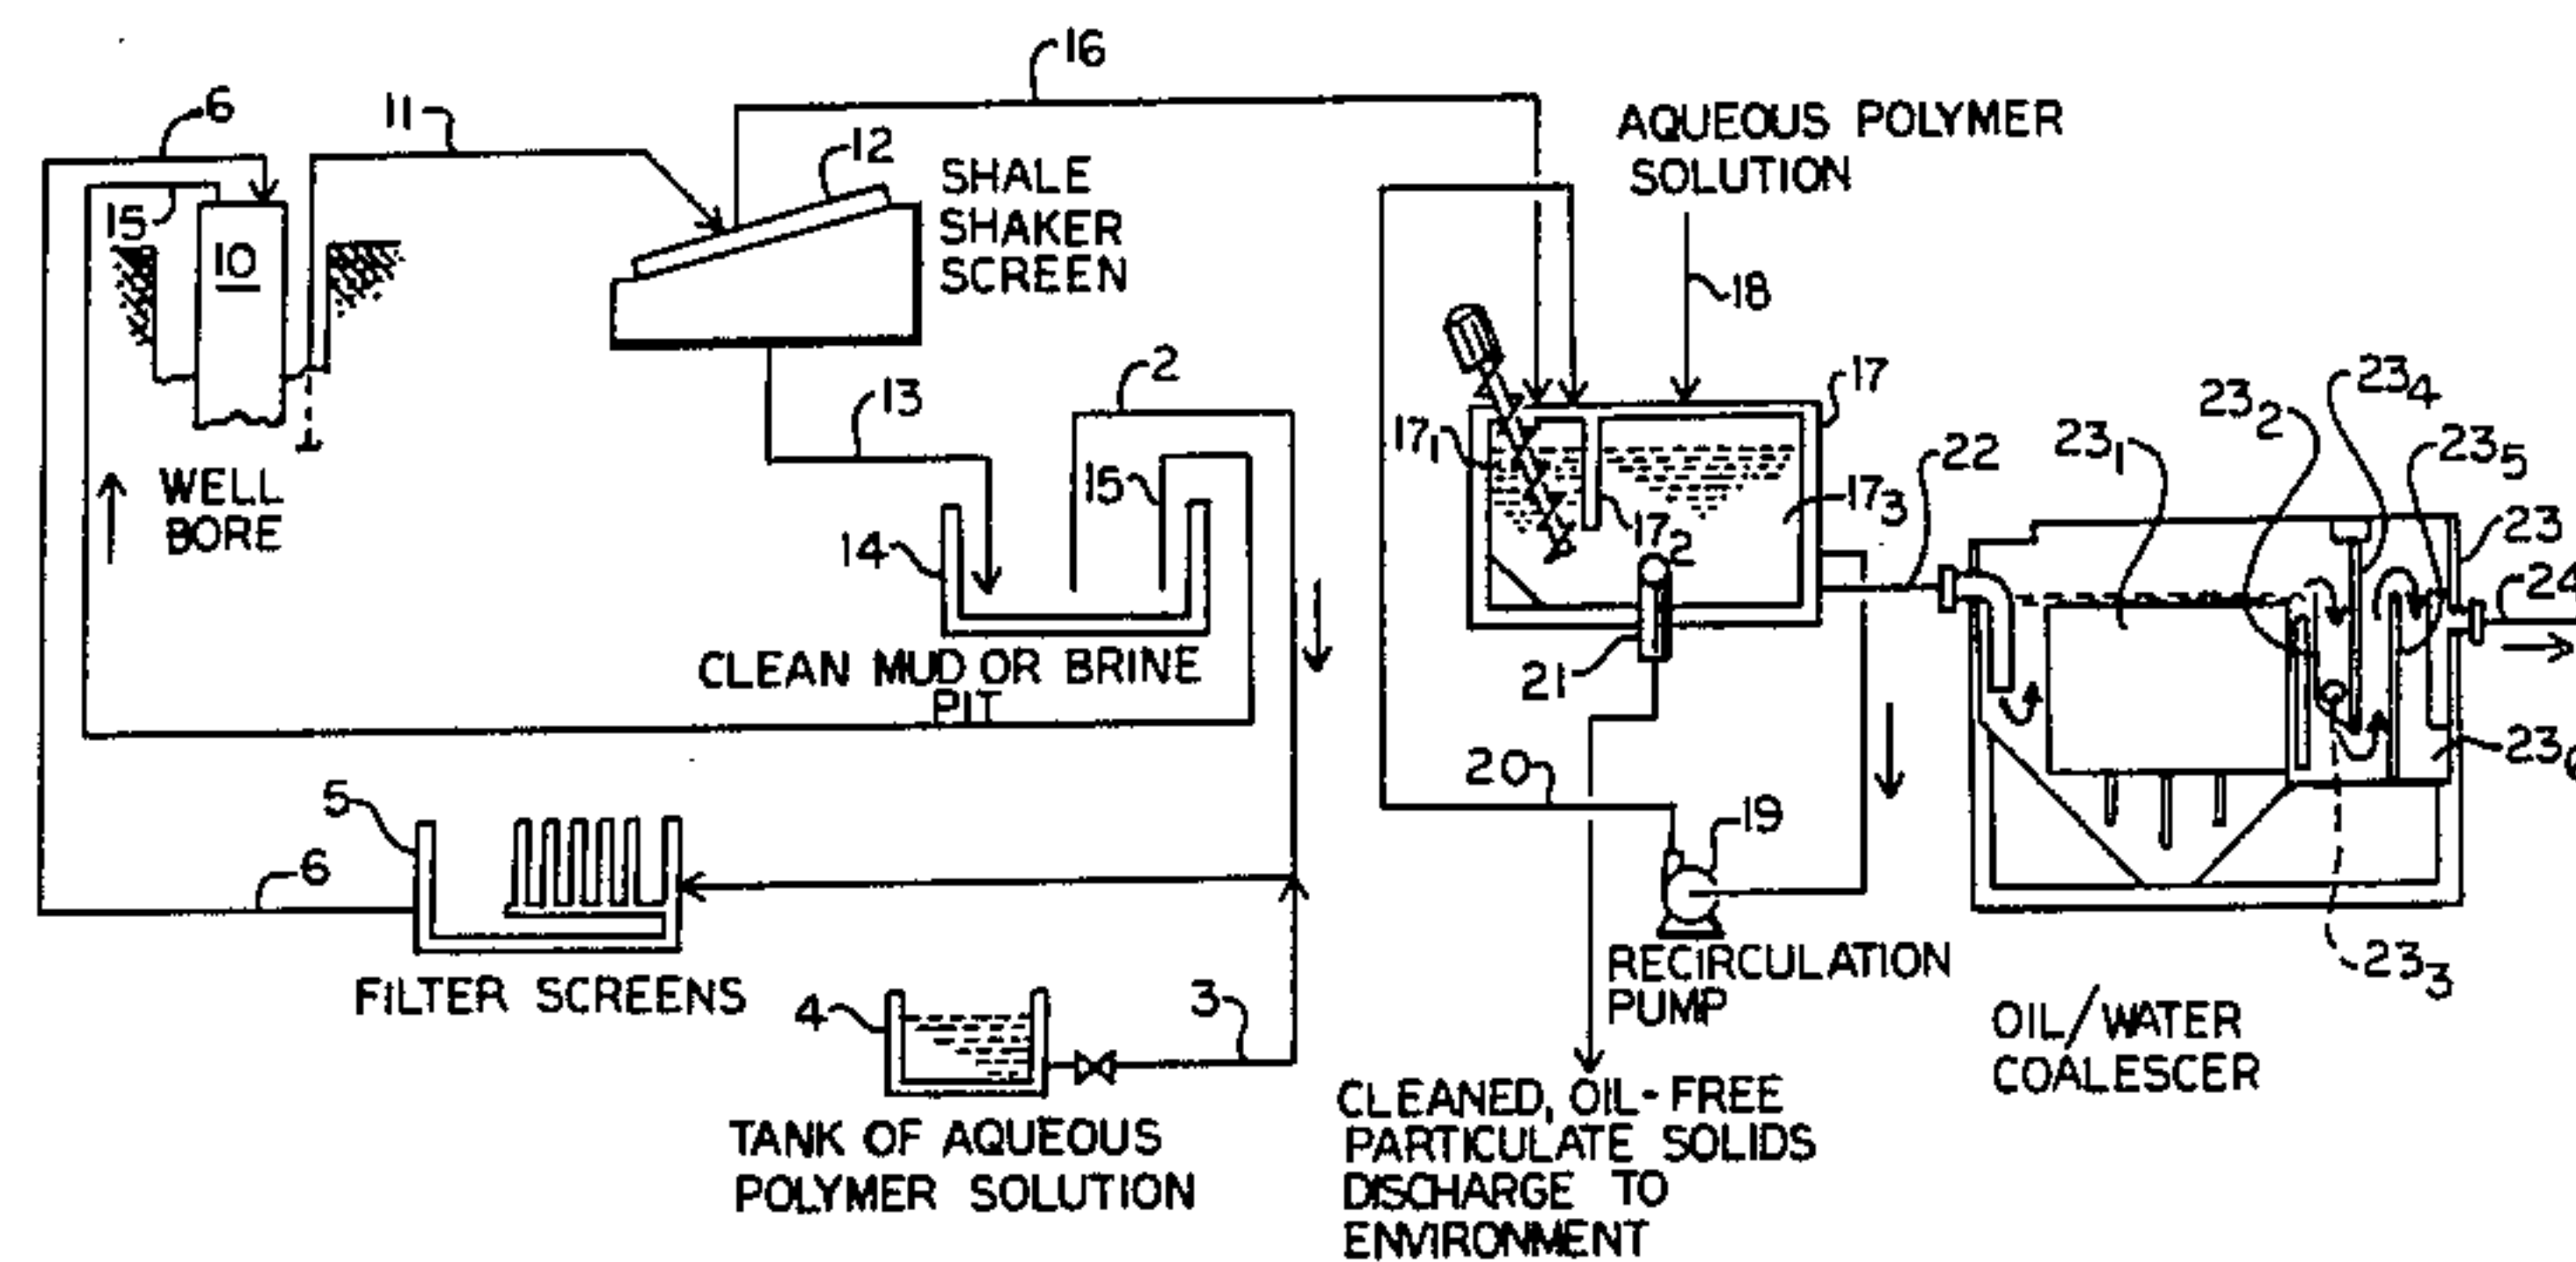 16
6
11
AQUEOUS POLYMER
SOLUTION
12
SHALE
SHAKER
SCREEN
15
10
18
2
17
23₄
23₂
13
17₁
23₁
22
23₅
15
WELL
BORE
17₃
17₂
23
14
24
CLEAN MUD OR BRINE
PIT
21
20
23₆
5
19
6
RECIRCULATION
PUMP
23₃
FILTER SCREENS
4
3
OIL/WATER
COALESCER
CLEANED, OIL-FREE
PARTICULATE SOLIDS
DISCHARGE TO
ENVIRONMENT
TANK OF AQUEOUS
POLYMER SOLUTION